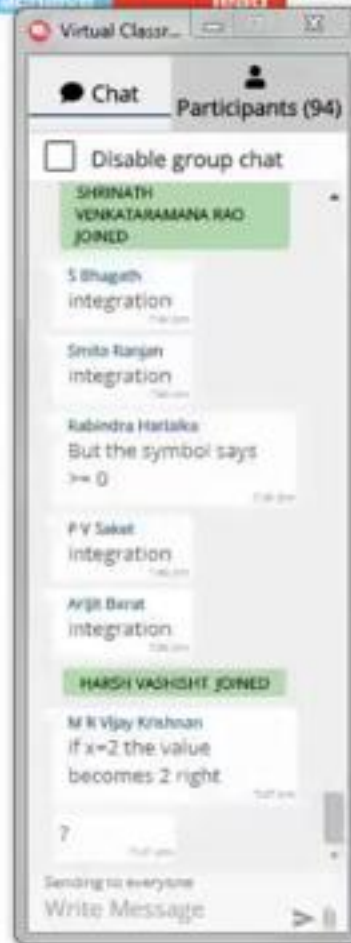 Virtual Classr...
Chat
Participants (94)
Disable group chat
SHRINATH
VENKATARAMANA RAO
JOINED
S Bhagath
integration
Smita Ranjan
integration
Rabindra
But the symbol says
>= 0
P V Saket
integration
Arijit Barat
integration
HARSH VASHISHT JOINED
M R Vijay Krishnan
if x=2 the value
becomes 2 right
?
Sending to everyone
Write Message